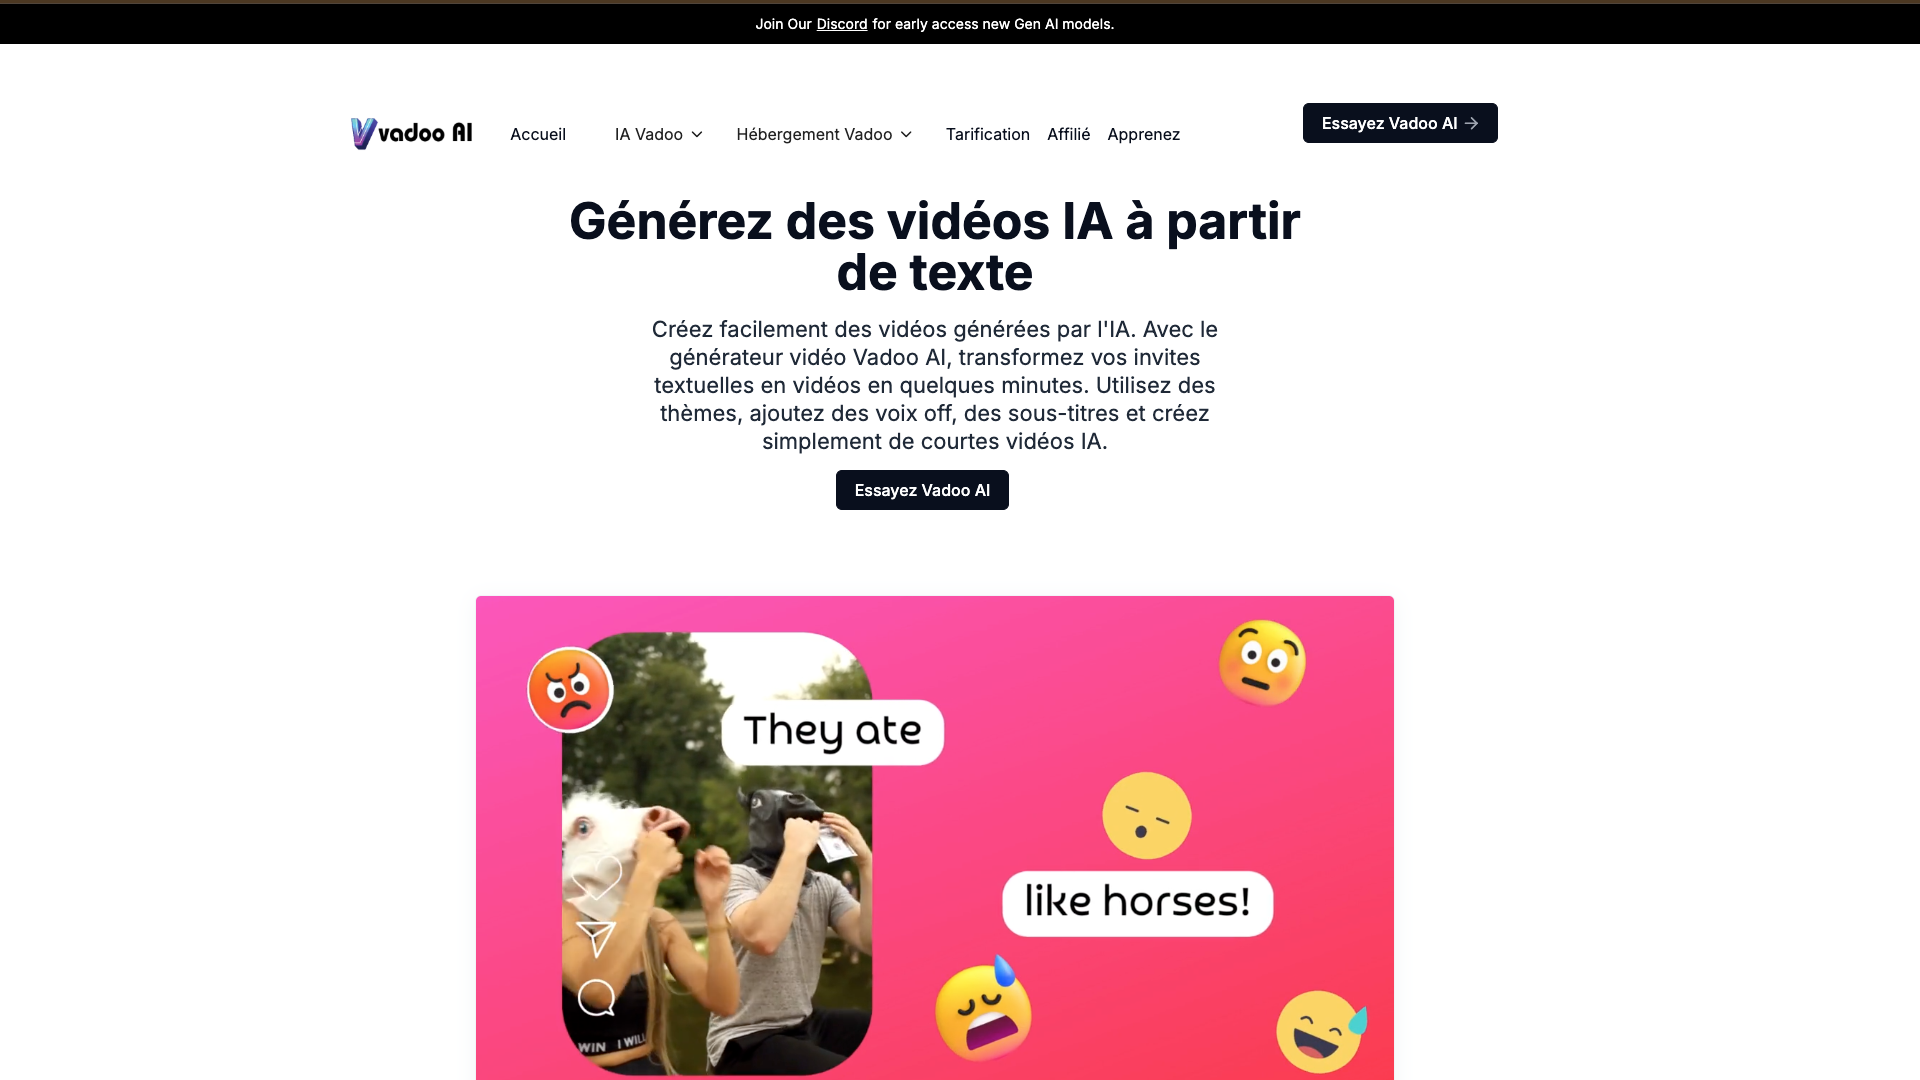 Join Our Discord for early access new Gen AI models.
vadoo AI
Accueil
IA Vadoo
Hébergement Vadoo
Tarification
Affilié
Apprenez
Essayez Vadoo AI
Générez des vidéos IA à partir
de texte
Créez facilement des vidéos générées par l'IA. Avec le
générateur vidéo Vadoo AI, transformez vos invites
textuelles en vidéos en quelques minutes. Utilisez des
thèmes, ajoutez des voix off, des sous-titres et créez
simplement de courtes vidéos IA.
Essayez Vadoo AI
They ate
like horses!
WIN I WILL